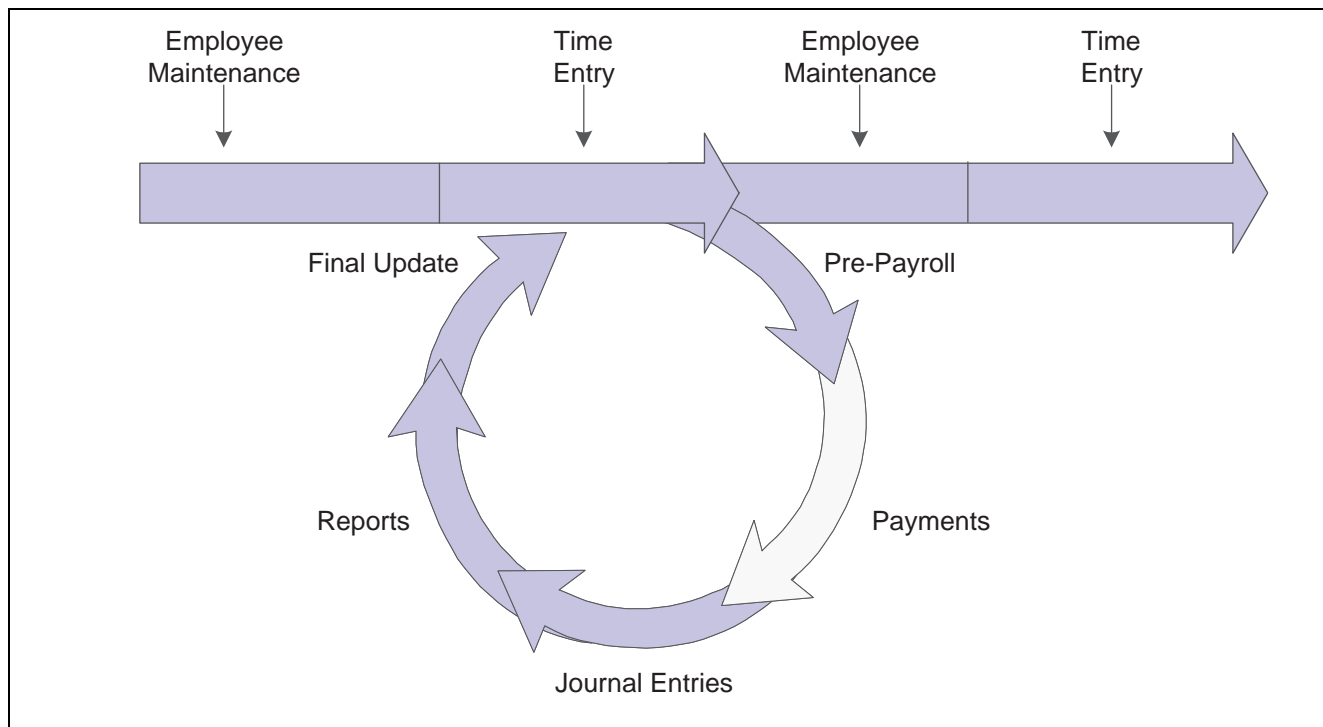 Employee
Maintenance
Time
Entry
Employee
Maintenance
Time
Entry
Final Update
Pre-Payroll
Reports
Payments
Journal Entries